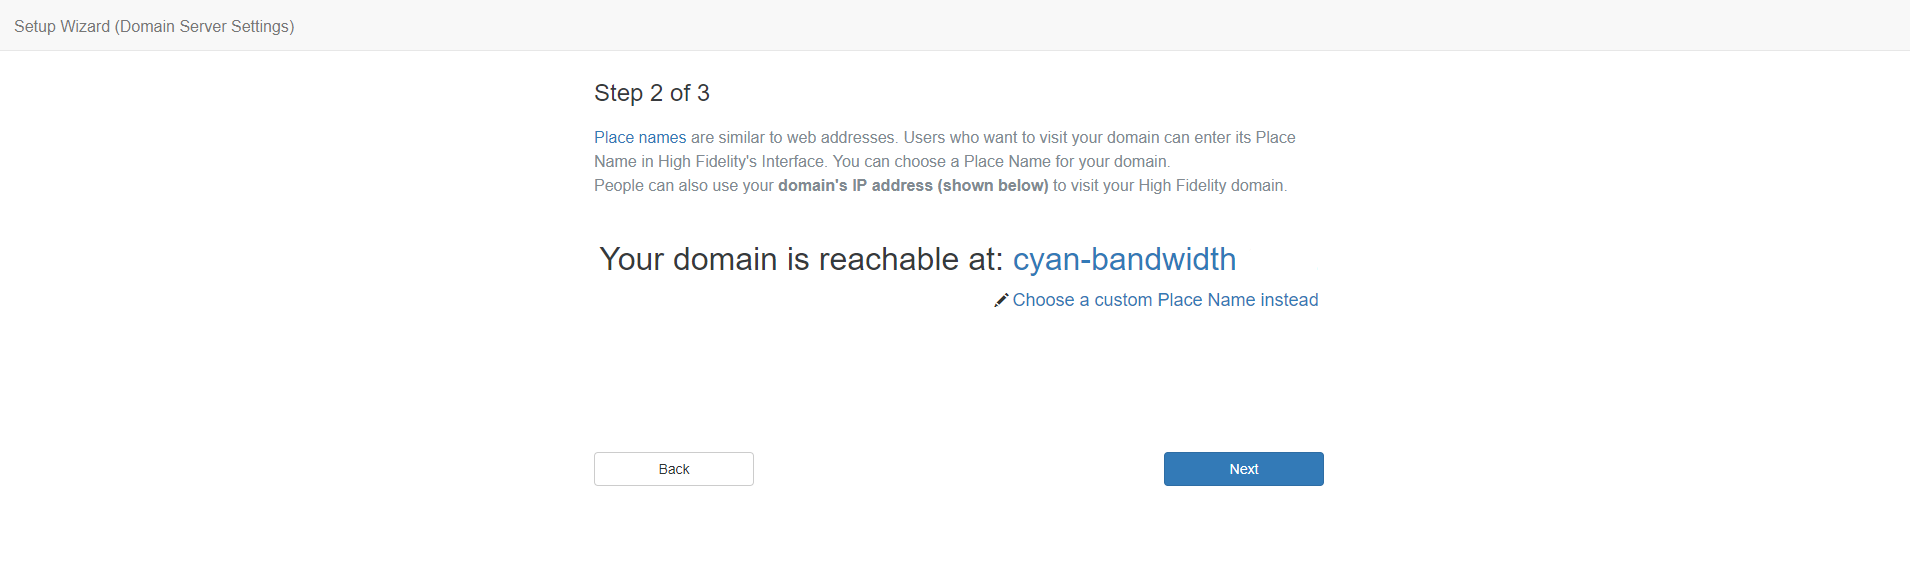 Setup Wizard (Domain Server Settings)
Step 2 of 3
Place names are similar to web addresses. Users who want to visit your domain can enter its Place
Name in High Fidelity's Interface. You can choose a Place Name for your domain.
People can also use your domain's IP address (shown below) to visit your High Fidelity domain.
Your domain is reachable at: cyan-bandwidth
Choose a custom Place Name instead
Back
Next